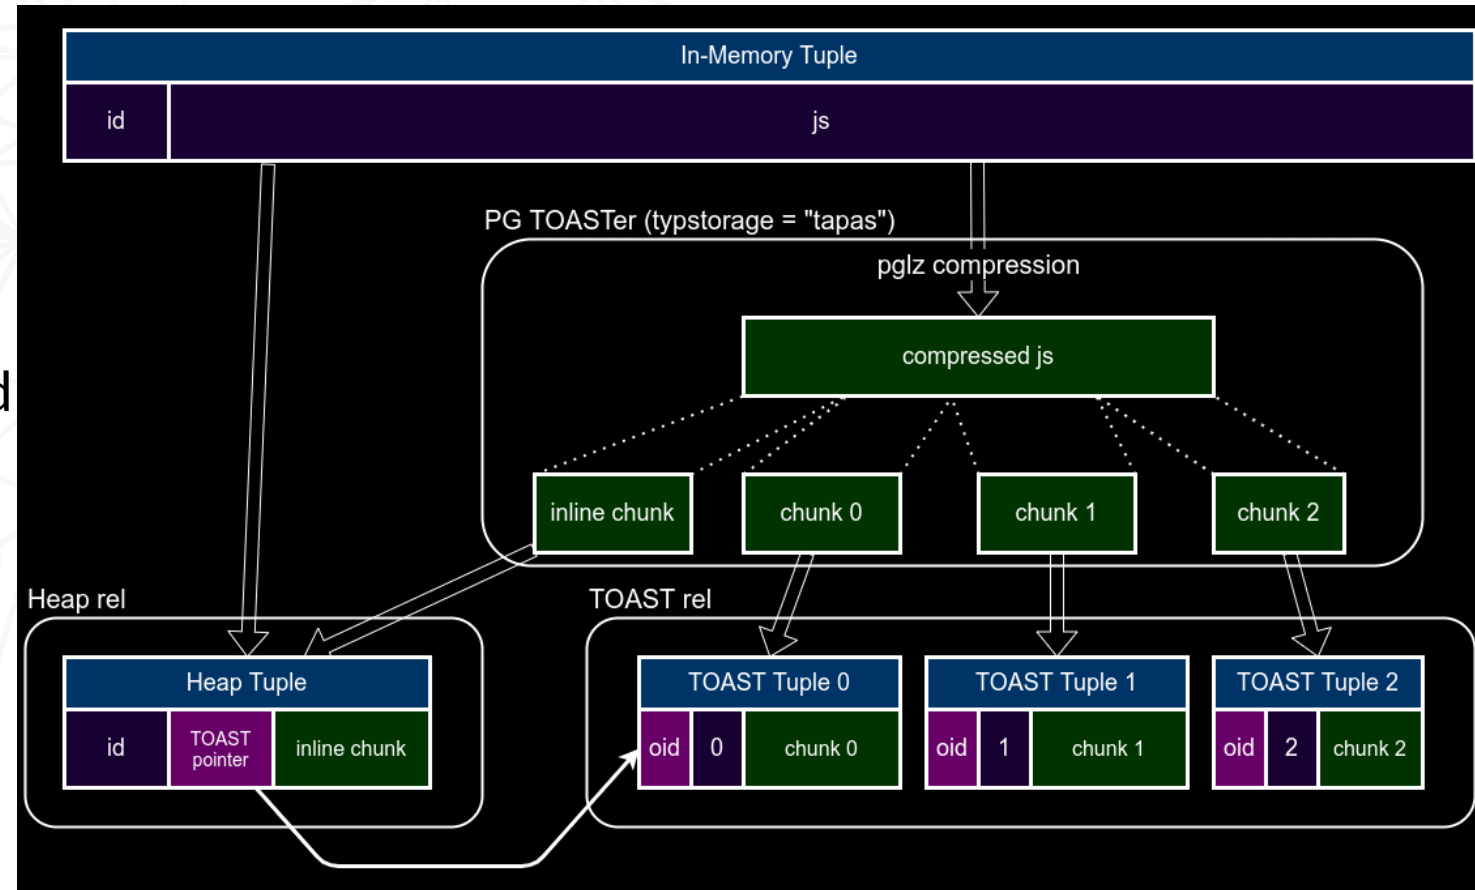 In-Memory Tuple
id
js
PG TOASTer (typstorage = "tapas")
pglz compression
compressed js
d
inline chunk
chunk 0
chunk 1
chunk 2
Heap rel
TOAST rel
Heap Tuple
TOAST Tuple 0
TOAST Tuple 1
TOAST Tuple 2
id
TOAST
pointer
inline chunk
oid
0
chunk 0
oid
1
chunk 1
oid
2
chunk 2